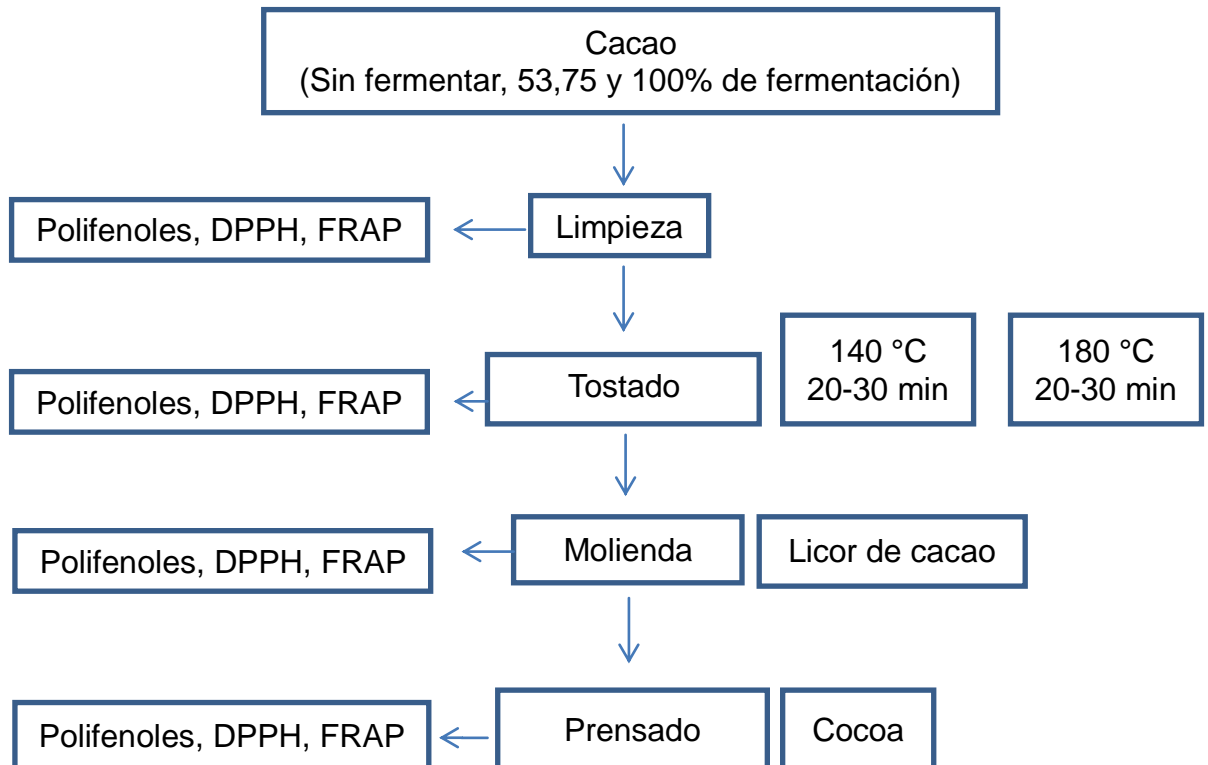 Cacao
(Sin fermentar, 53,75 y 100% de fermentación)
Polifenoles, DPPH, FRAP
Limpieza
Polifenoles, DPPH, FRAP
Tostado
140 °C
20-30 min
180 °C
20-30 min
Polifenoles, DPPH, FRAP
Molienda
Licor de cacao
Polifenoles, DPPH, FRAP
Prensado
Cocoa